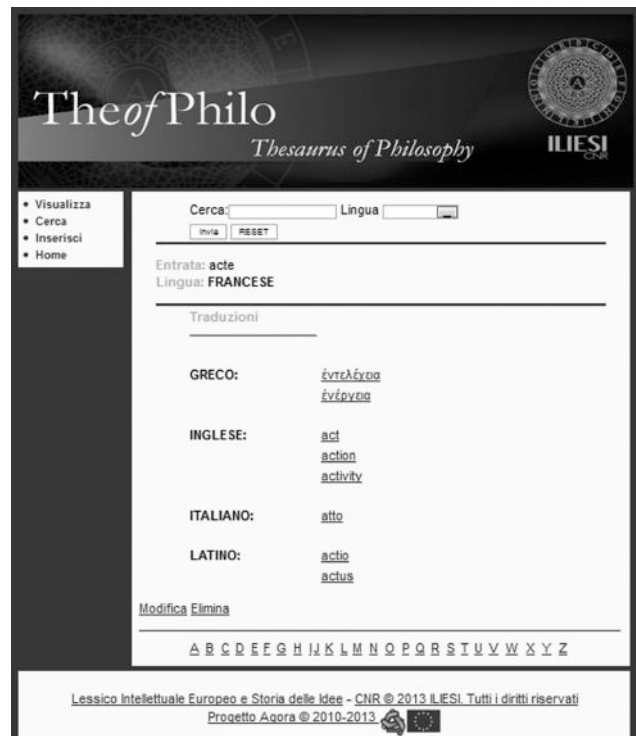 Theof Philo
Thesaurus of Philosophy
ILIESI
CNR
• Visualizza
• Cerca
• Inserisci
• Home
Cerca: Lingua
Invia RESET
Entrata: acte
Lingua: FRANCESE
Traduzioni
GRECO: ἐντελέχεια
ἐνέργεια
INGLESE: act
action
activity
ITALIANO: atto
LATINO: actio
actus
Modifica Elimina
A B C D E F G H I J K L M N O P Q R S T U V W X Y Z
Lessico Intellettuale Europeo e Storia delle Idee - CNR © 2013 ILIESI. Tutti i diritti riservati
Progetto Agora © 2010-2013